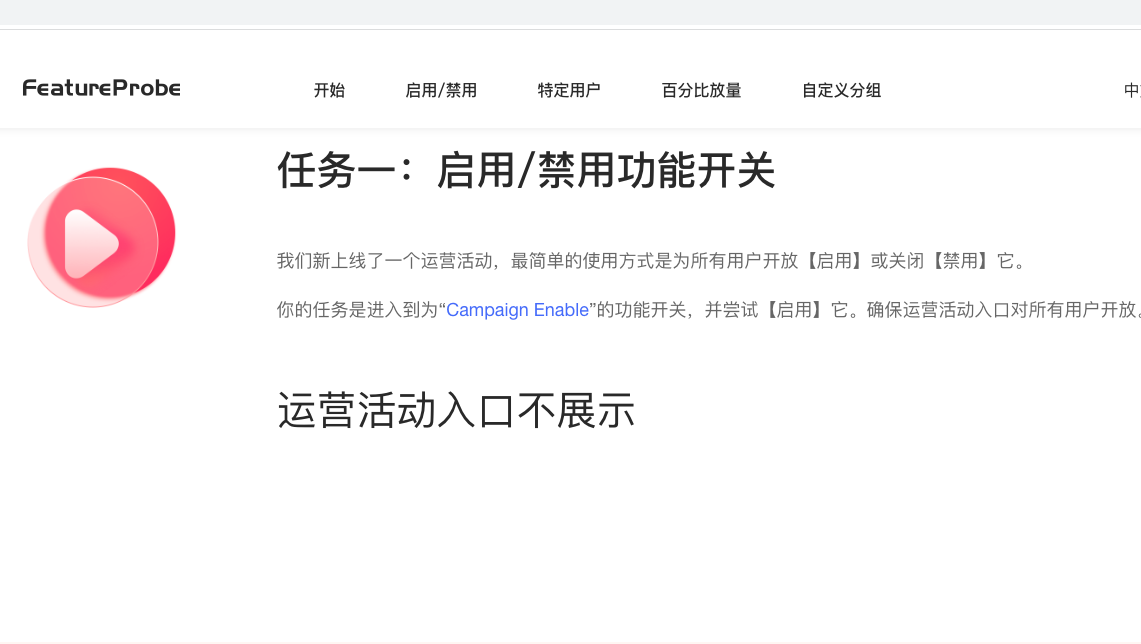 FeatureProbe
开始
启用/禁用
特定用户
百分比放量
自定义分组
中
任务一：启用/禁用功能开关
我们新上线了一个运营活动，最简单的使用方式是为所有用户开放【启用】或关闭【禁用】它。
你的任务是进入到为“Campaign Enable”的功能开关，并尝试【启用】它。确保运营活动入口对所有用户开放。
运营活动入口不展示